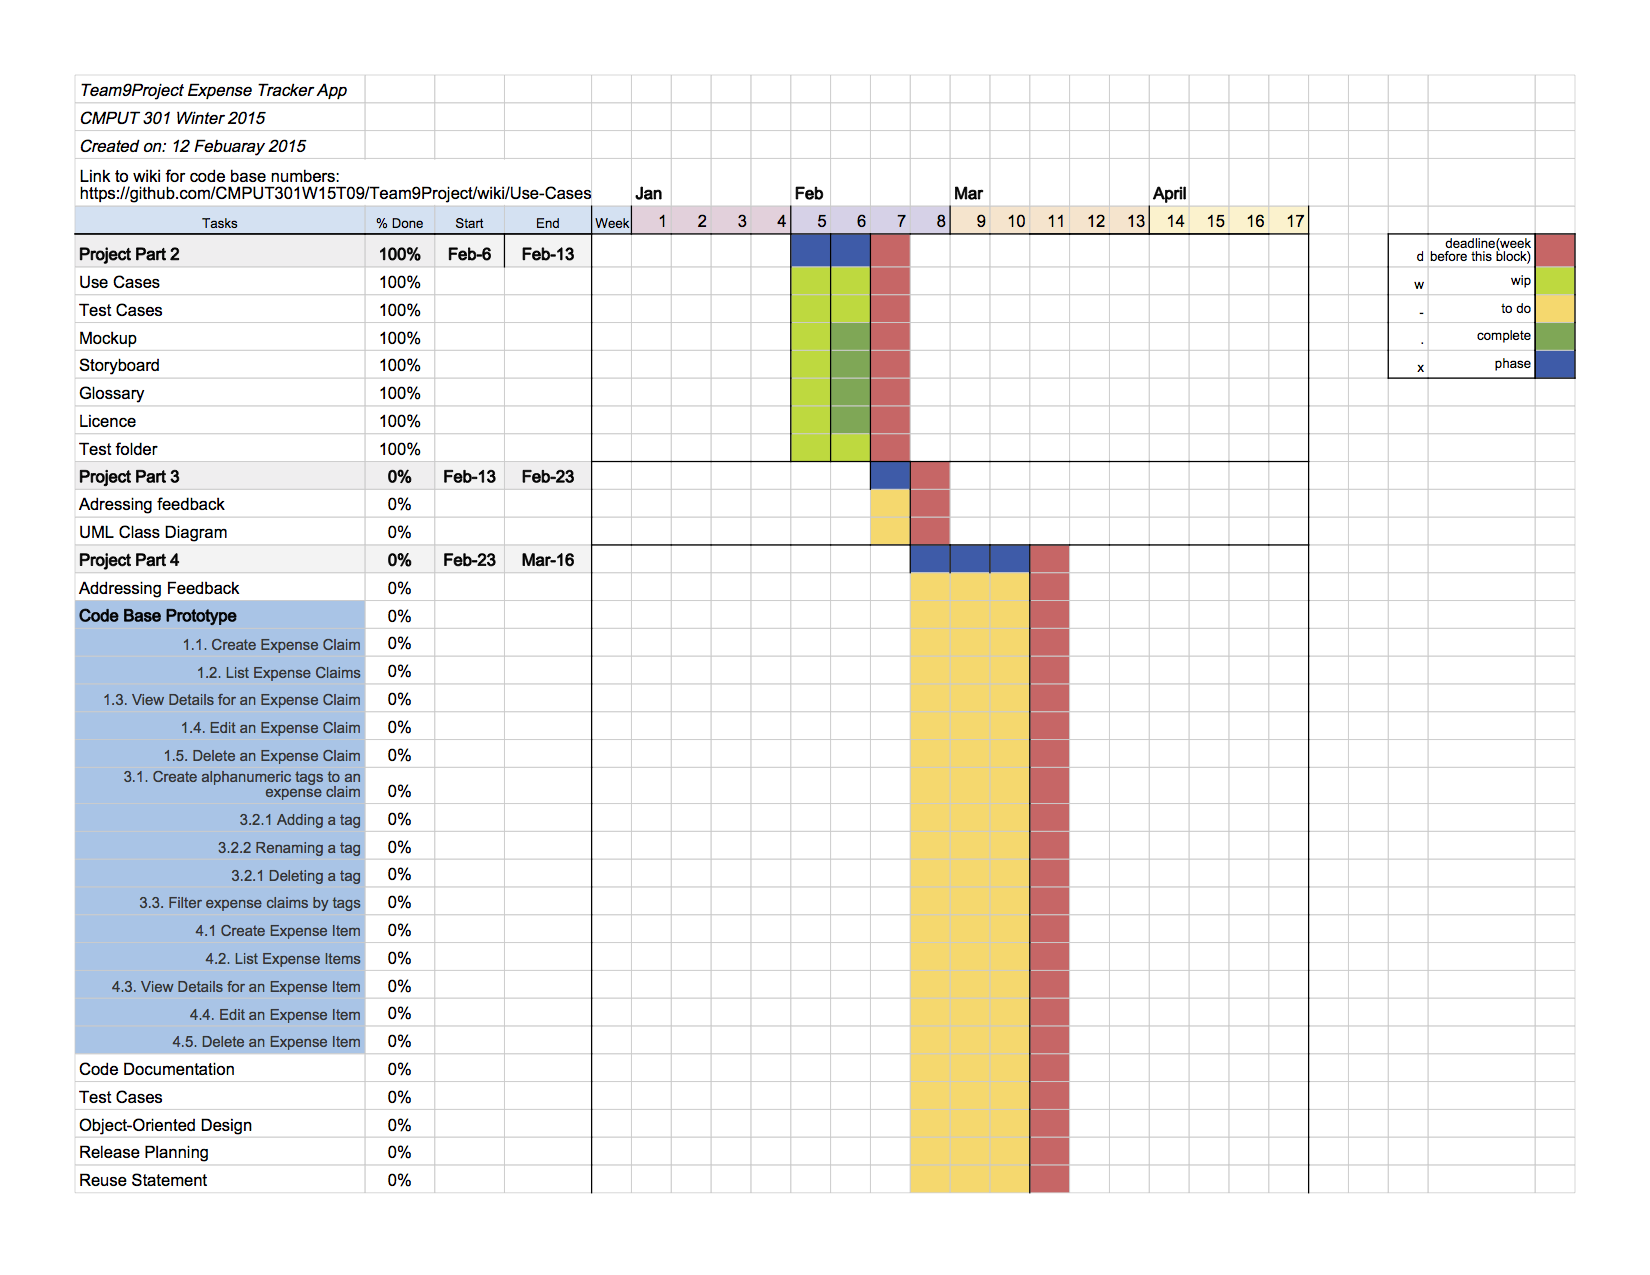 Team9Project Expense Tracker App
CMPUT 301 Winter 2015
Created on: 12 Febuaray 2015
Link to wiki for code base numbers:
https://github.com/CMPUT301W15T09/Team9Project/wiki/Use-Cases Jan Feb Mar April
Tasks % Done Start End Week 1 2 3 4 5 6 7 8 9 10 11 12 13 14 15 16 17
Project Part 2 100% Feb-6 Feb-13
Use Cases 100%
Test Cases 100%
Mockup 100%
Storyboard 100%
Glossary 100%
Licence 100%
Test folder 100%
Project Part 3 0% Feb-13 Feb-23
Adressing feedback 0%
UML Class Diagram 0%
Project Part 4 0% Feb-23 Mar-16
Addressing Feedback 0%
Code Base Prototype 0%
1.1. Create Expense Claim 0%
1.2. List Expense Claims 0%
1.3. View Details for an Expense Claim 0%
1.4. Edit an Expense Claim 0%
1.5. Delete an Expense Claim 0%
3.1. Create alphanumeric tags to an
expense claim 0%
3.2.1 Adding a tag 0%
3.2.2 Renaming a tag 0%
3.2.1 Deleting a tag 0%
3.3. Filter expense claims by tags 0%
4.1 Create Expense Item 0%
4.2. List Expense Items 0%
4.3. View Details for an Expense Item 0%
4.4. Edit an Expense Item 0%
4.5. Delete an Expense Item 0%
Code Documentation 0%
Test Cases 0%
Object-Oriented Design 0%
Release Planning 0%
Reuse Statement 0%
deadline(week
d before this block)
w wip
- to do
. complete
x phase